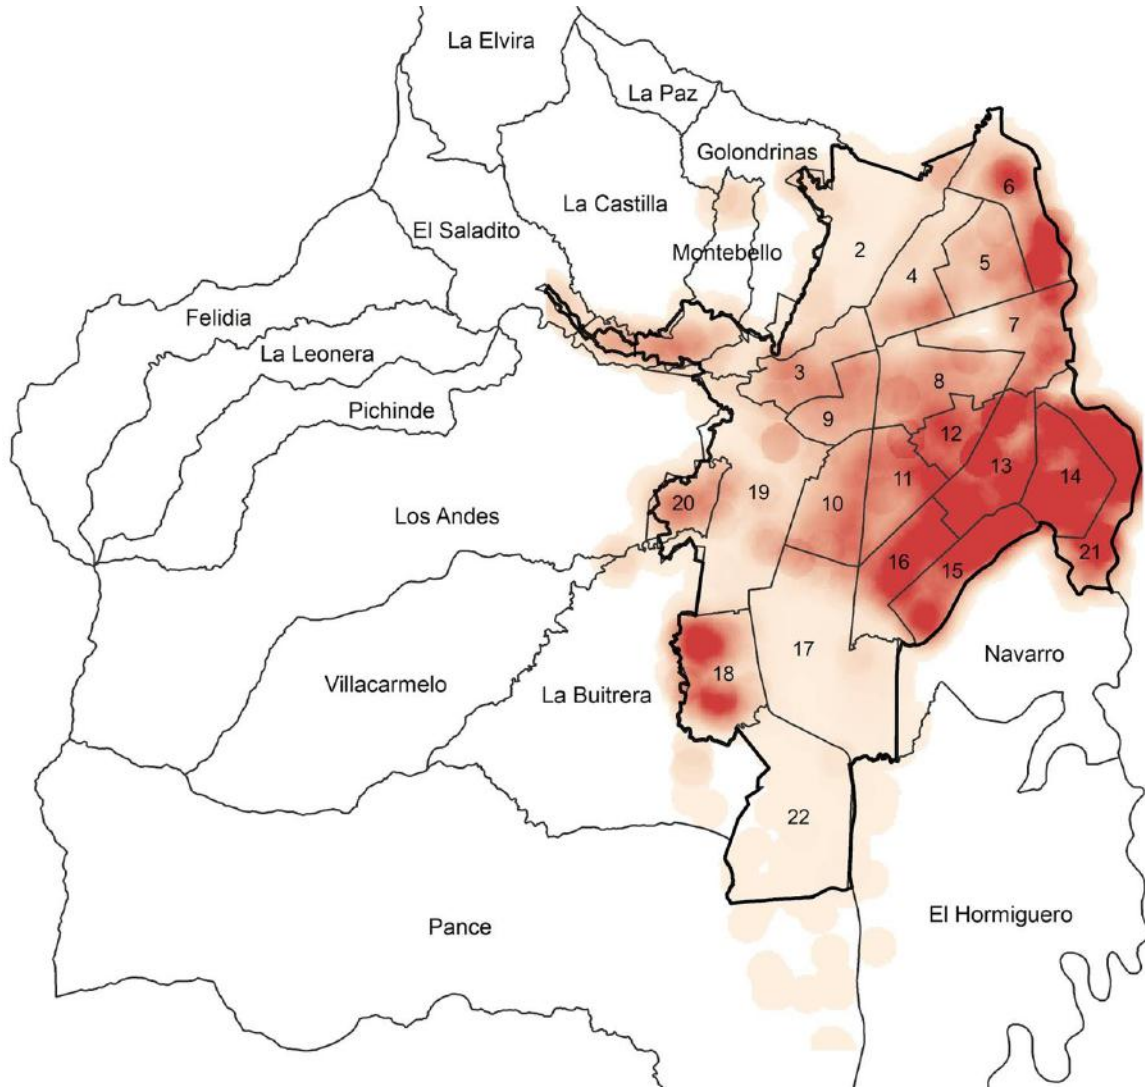 La Elvira
La Paz
Golondrinas
La Castilla
6
El Saladito
Montebello
2
4
5
Felidia
7
La Leonera
3
8
Pichinde
9
12
13
14
11
19
10
20
Los Andes
21
16
15
17
Navarro
18
Villacarmelo
La Buitrera
22
El Hormiguero
Pance